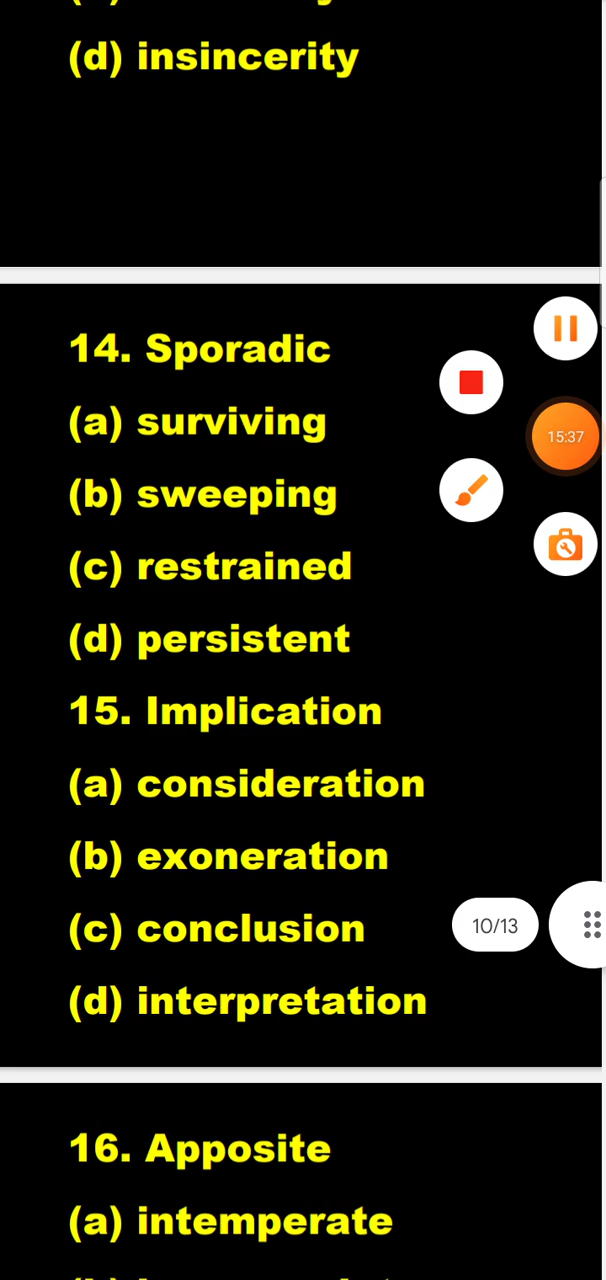 (d) insincerity
14. Sporadic
(a) surviving
15:37
(b) sweeping
(c) restrained
(d) persistent
15. Implication
(a) consideration
(b) exoneration
(c) conclusion
10/13
(d) interpretation
16. Apposite
(a) intemperate